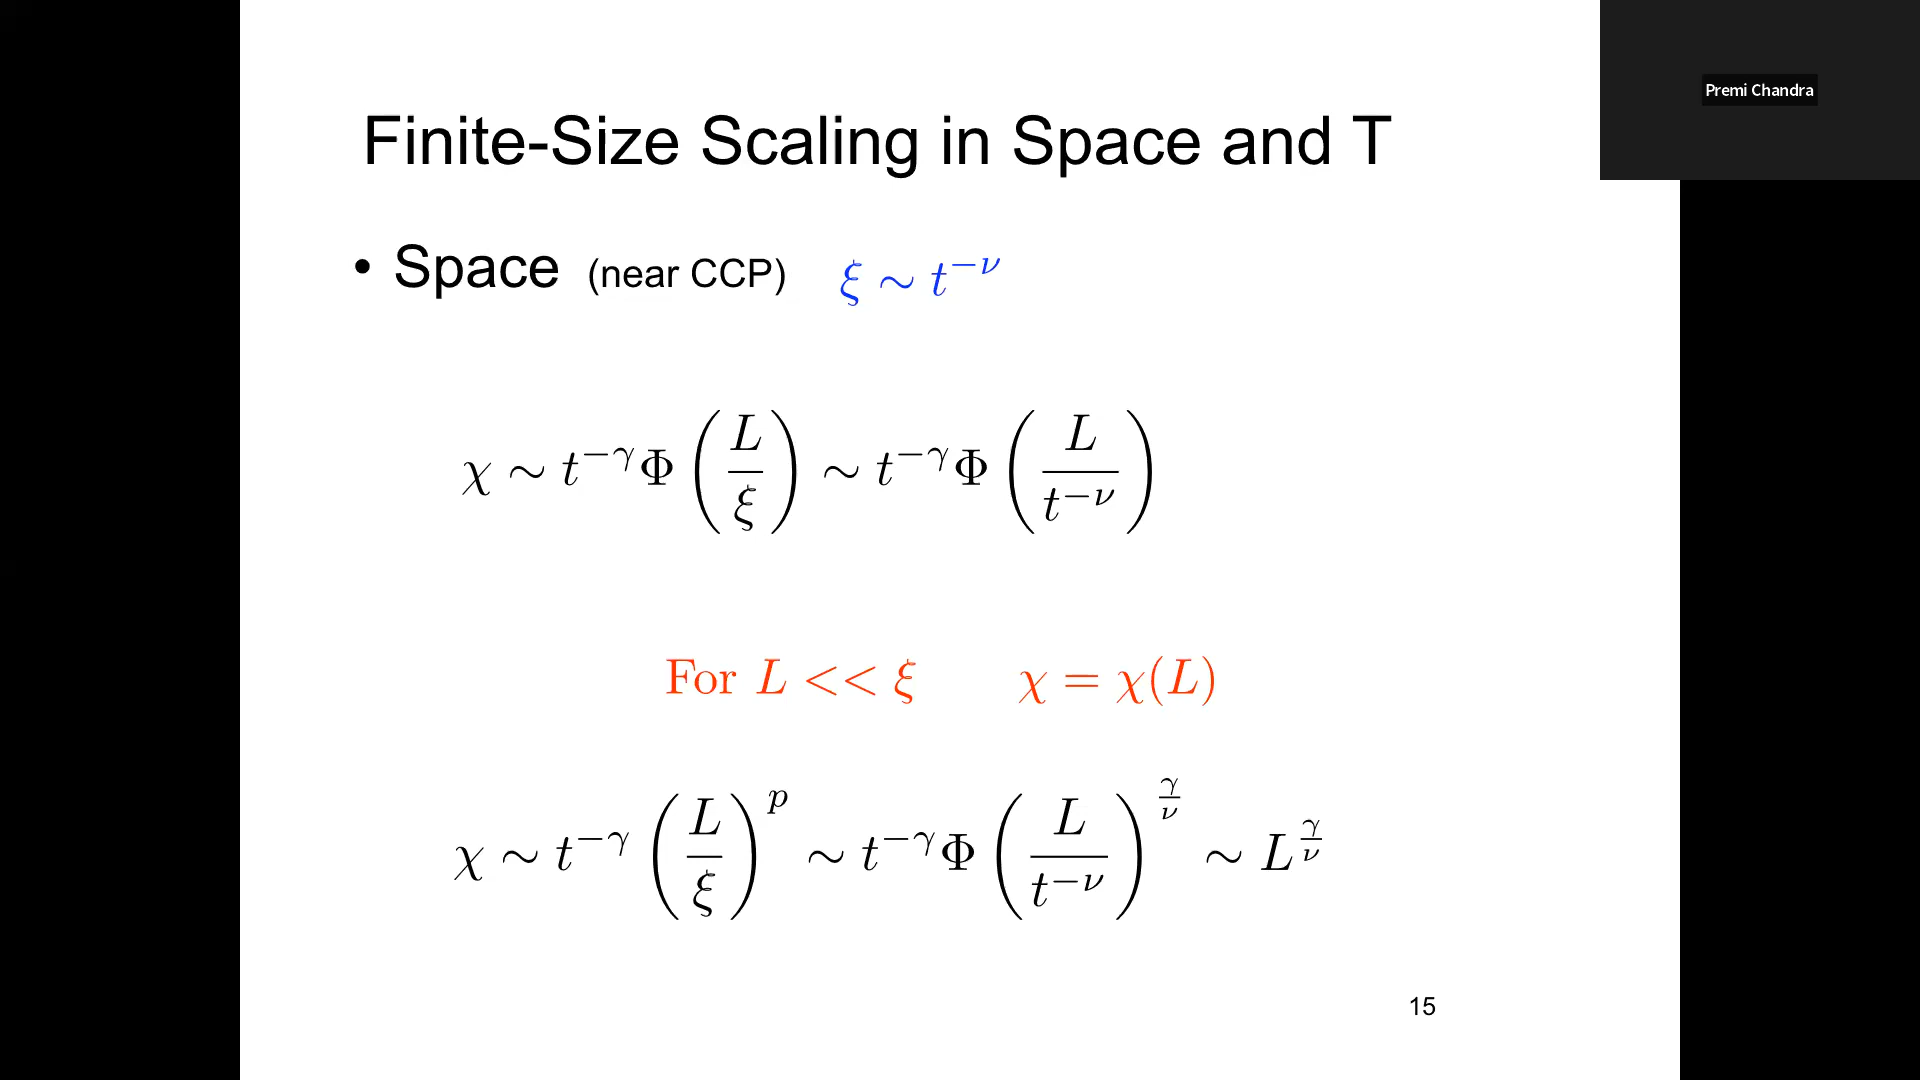 Premi Chandra
Finite-Size Scaling in Space and T
• Space (near CCP) ξ ∼ t^{−ν}
χ ∼ t^{−γ} Φ (L/ξ) ∼ t^{−γ} Φ (L/t^{−ν})
For L << ξ χ = χ(L)
χ ∼ t^{−γ} (L/ξ)^p ∼ t^{−γ} Φ (L/t^{−ν})^{γ/ν} ∼ L^{γ/ν}
15